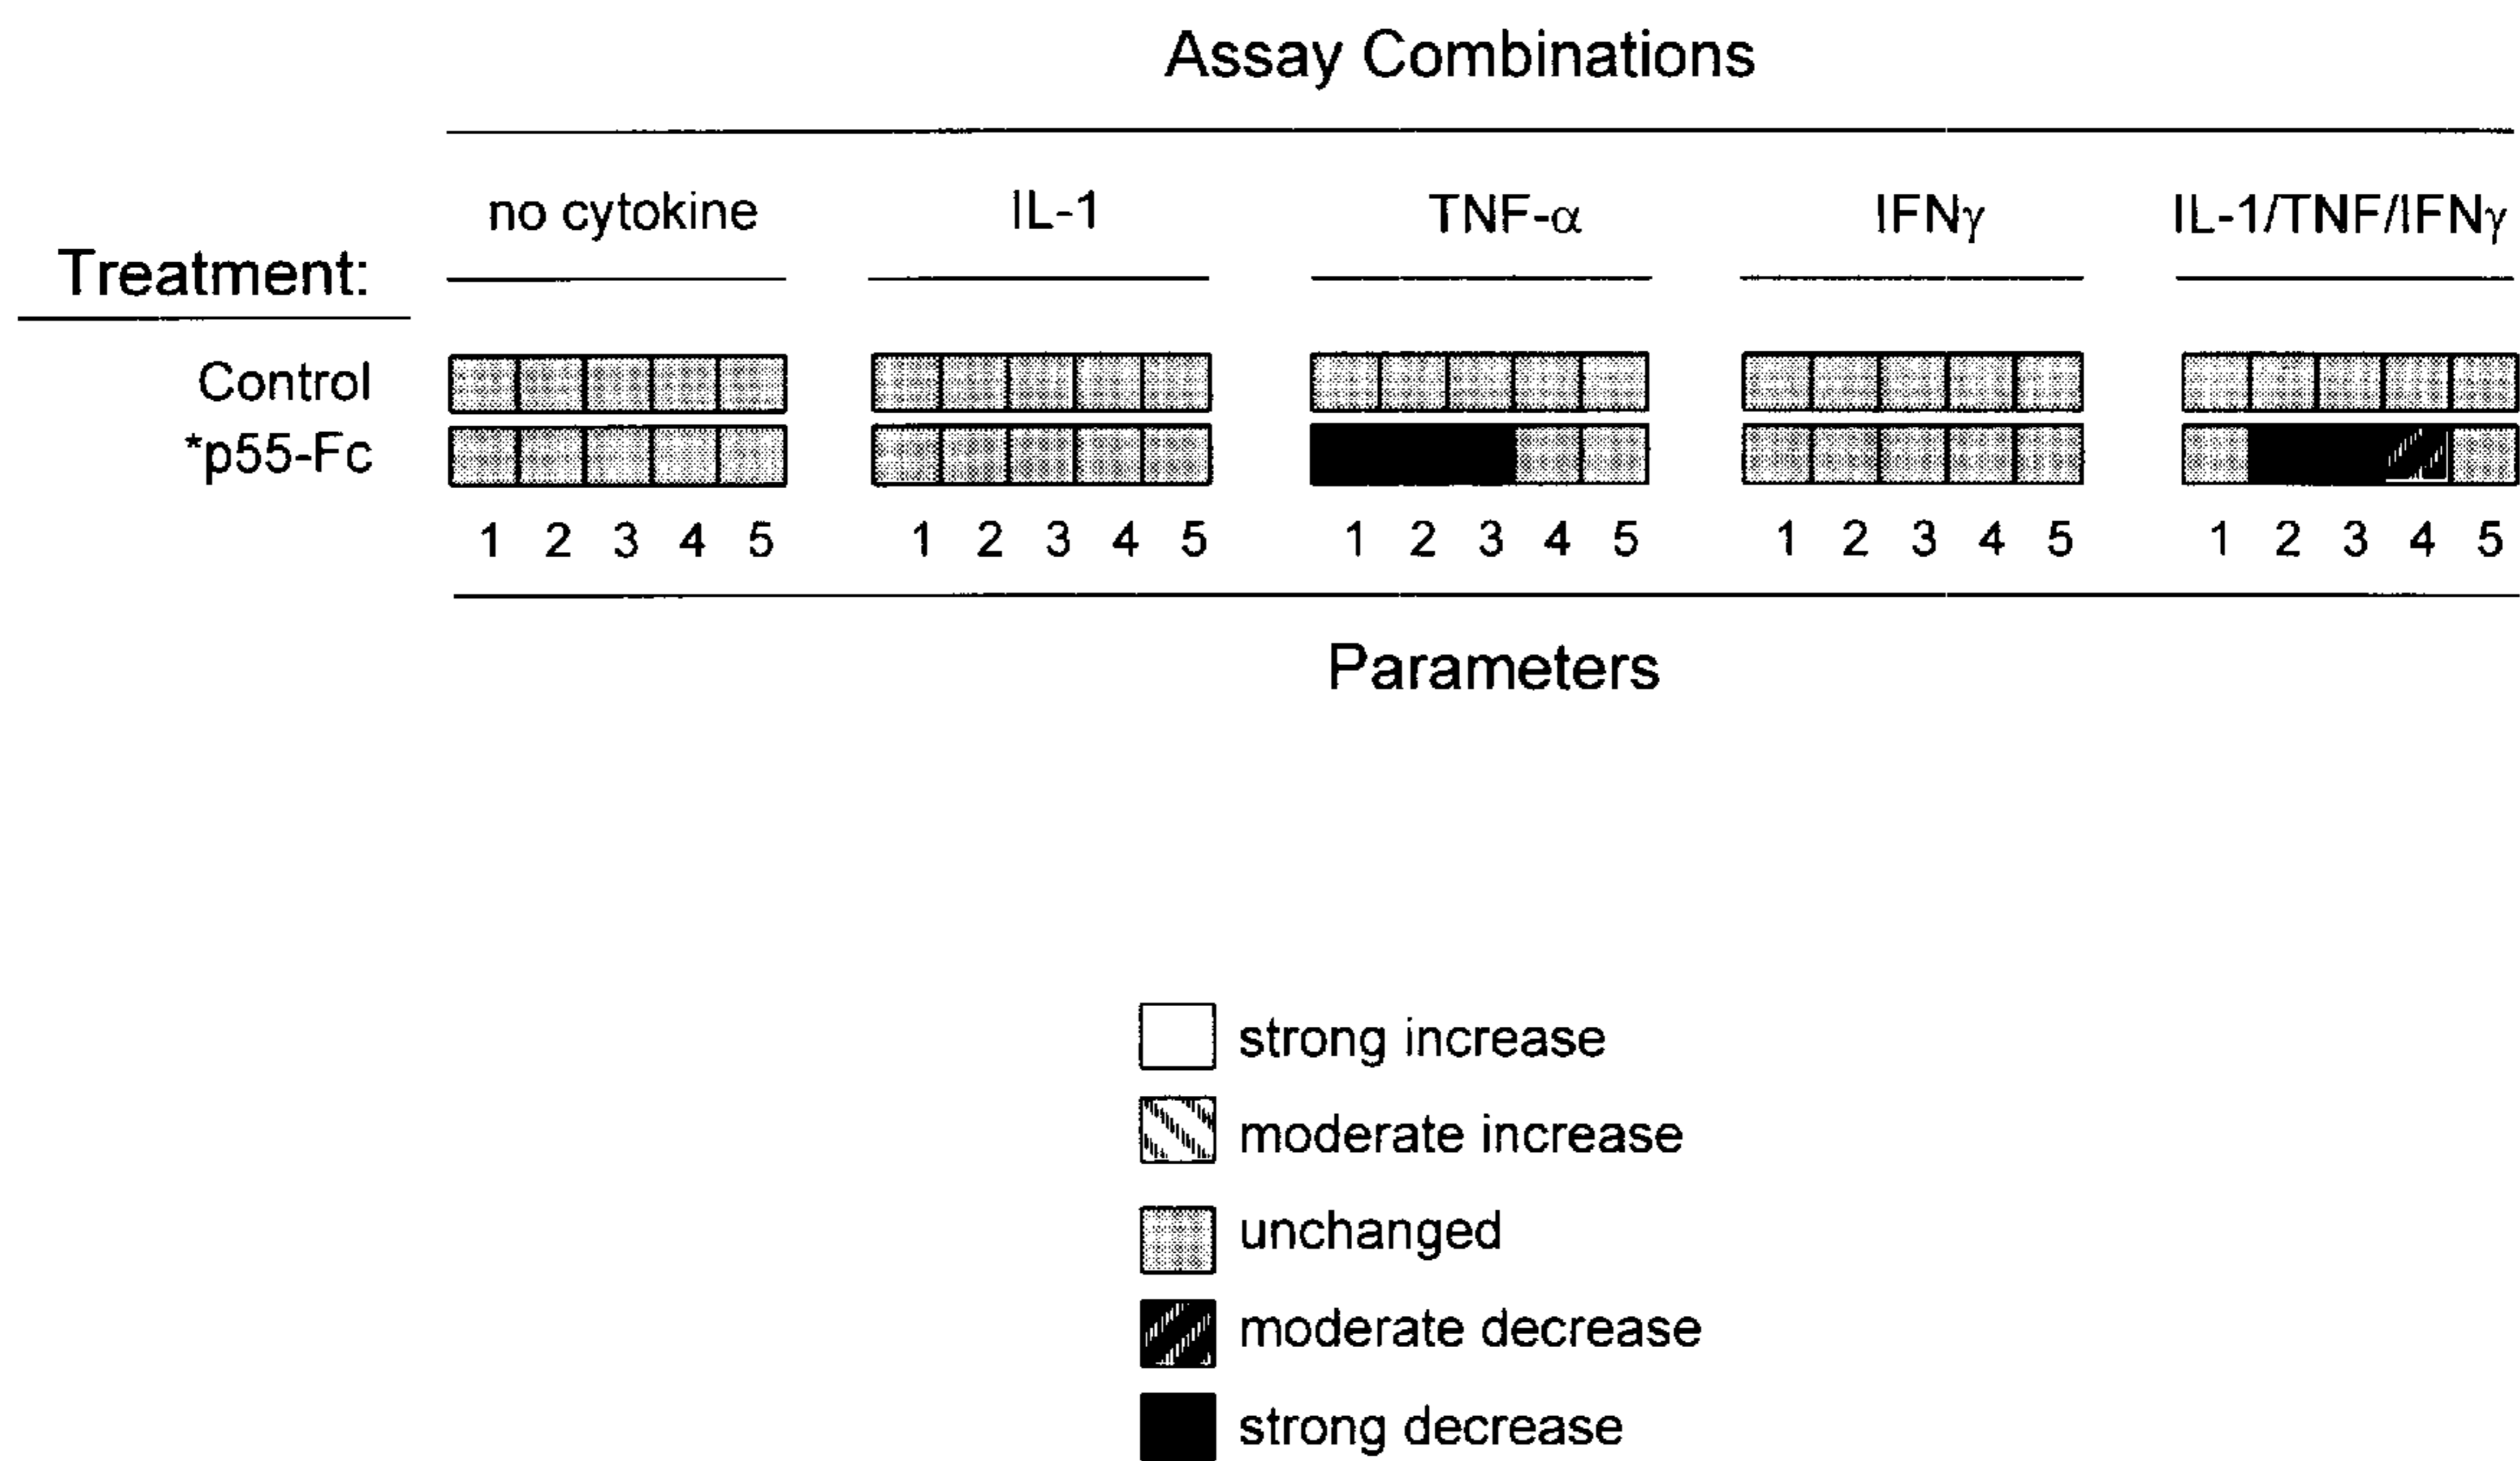 Assay Combinations
no cytokine IL-1 TNF-α IFNγ IL-1/TNF/IFNγ
Treatment:
Control
*p55-Fc
1 2 3 4 5 1 2 3 4 5 1 2 3 4 5 1 2 3 4 5 1 2 3 4 5
Parameters
strong increase
moderate increase
unchanged
moderate decrease
strong decrease